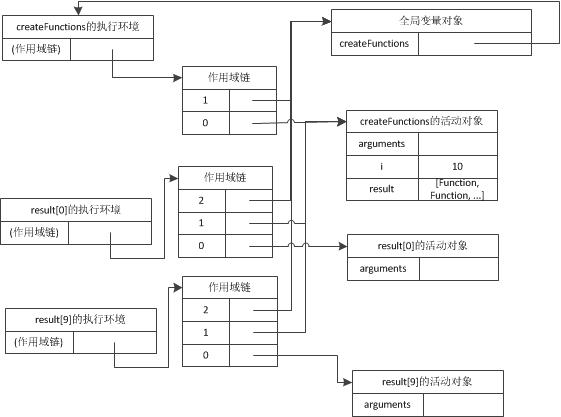 createFunctions的执行环境
(作用域链)
全局变量对象
createFunctions
作用域链
1
0
createFunctions的活动对象
arguments
i 10
result [Function,
Function, ...]
作用域链
2
1
0
result[0]的执行环境
(作用域链)
result[0]的活动对象
arguments
作用域链
2
1
0
result[9]的执行环境
(作用域链)
result[9]的活动对象
arguments